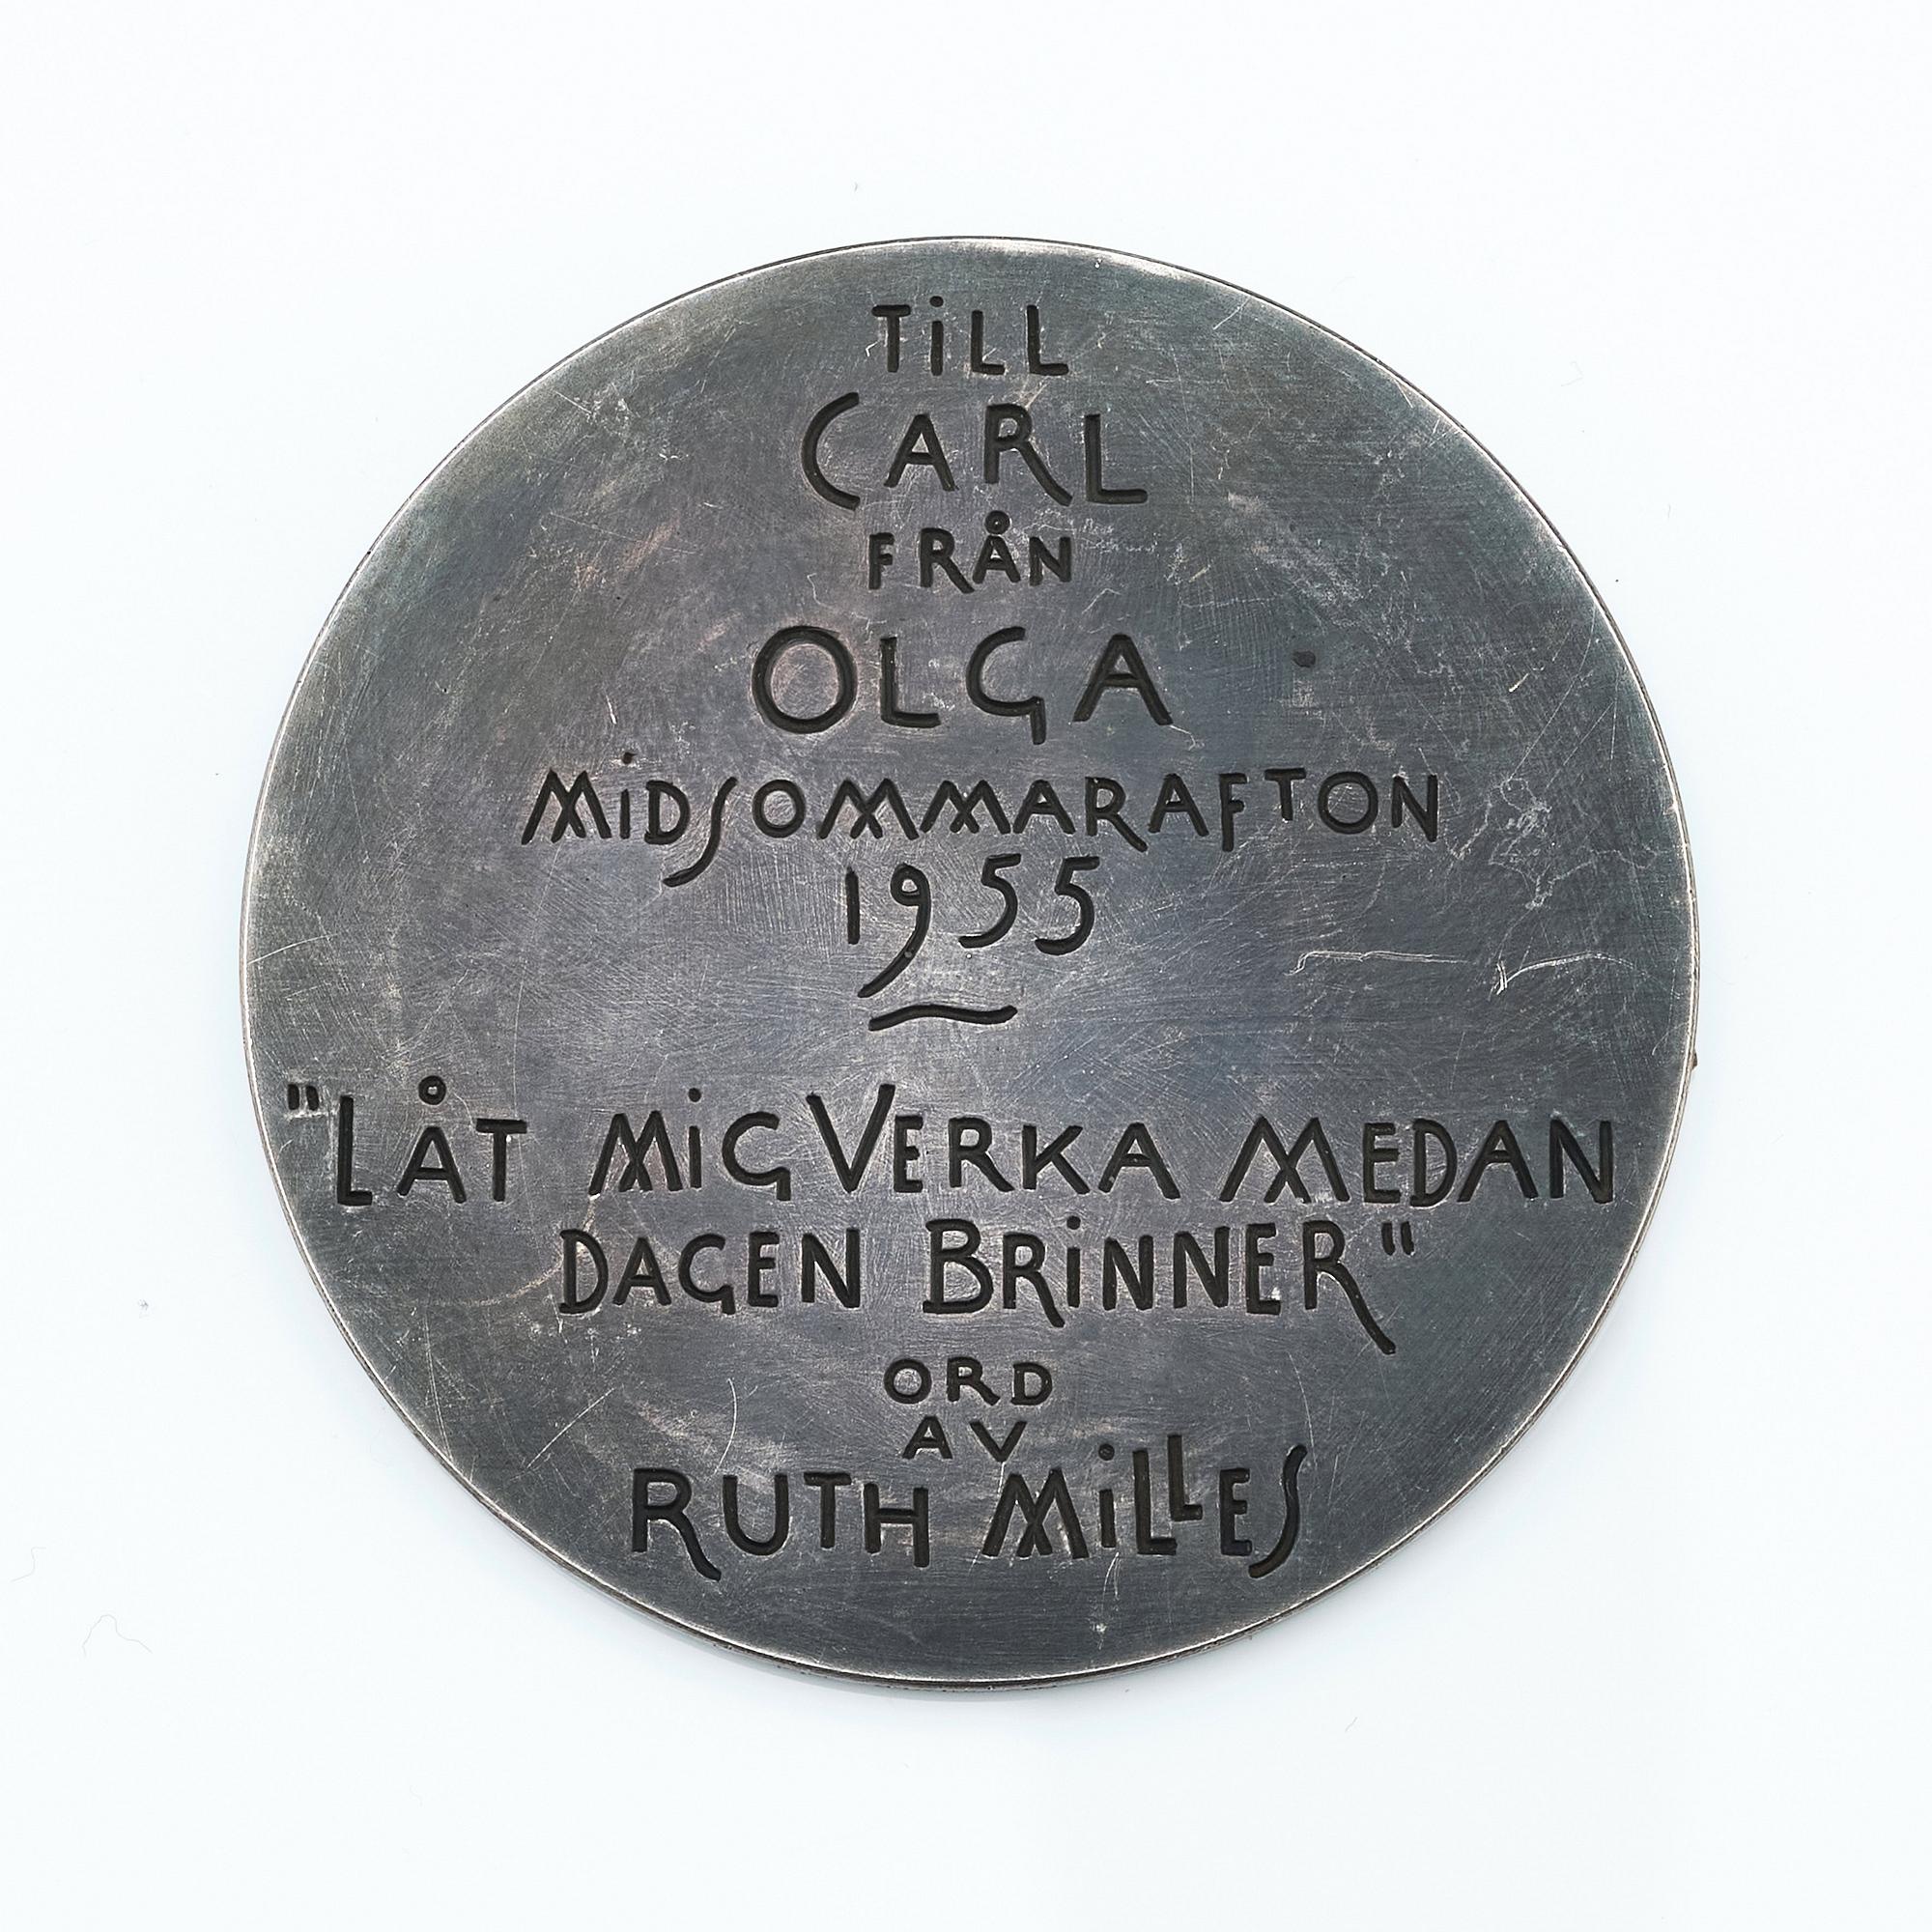 TiLL
CARL
FRÅN
OLGA
MiDSOMMARAFTON
1955
"LÅT MiG VERKA MEDAN
DAGEN BRiNNER"
ORD
AV
RUTH MiLLES